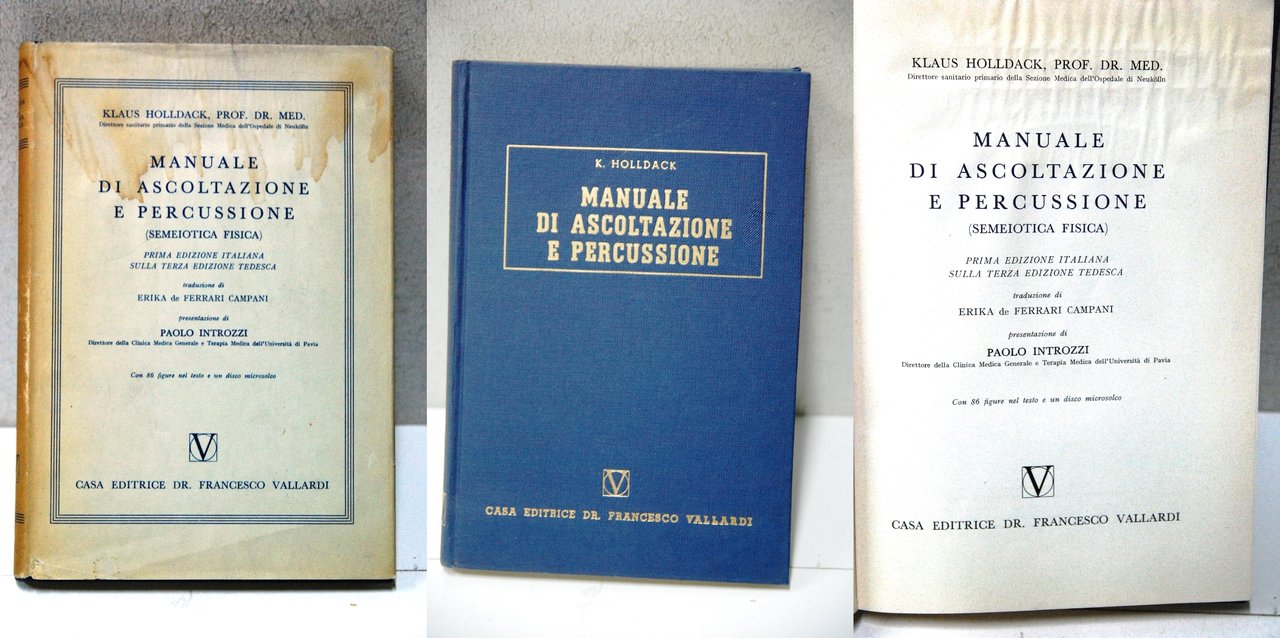 KLAUS HOLLDACK, PROF. DR. MED.
Direttore sanitario primario della Sezione Medica dell'Ospedale di Neukölln
MANUALE
DI ASCOLTAZIONE
E PERCUSSIONE
(SEMEIOTICA FISICA)
PRIMA EDIZIONE ITALIANA
SULLA TERZA EDIZIONE TEDESCA
traduzione di
ERIKA de FERRARI CAMPANI
presentazione di
PAOLO INTROZZI
Direttore della Clinica Medica Generale e Terapia Medica dell'Università di Pavia
Con 86 figure nel testo e un disco microsolco
V
CASA EDITRICE DR. FRANCESCO VALLARDI
K. HOLLDACK
MANUALE
DI ASCOLTAZIONE
E PERCUSSIONE
V
CASA EDITRICE DR. FRANCESCO VALLARDI
KLAUS HOLLDACK, PROF. DR. MED.
Direttore sanitario primario della Sezione Medica dell'Ospedale di Neukölln
MANUALE
DI ASCOLTAZIONE
E PERCUSSIONE
(SEMEIOTICA FISICA)
PRIMA EDIZIONE ITALIANA
SULLA TERZA EDIZIONE TEDESCA
traduzione di
ERIKA de FERRARI CAMPANI
presentazione di
PAOLO INTROZZI
Direttore della Clinica Medica Generale e Terapia Medica dell'Università di Pavia
Con 86 figure nel testo e un disco microsolco
V
CASA EDITRICE DR. FRANCESCO VALLARDI